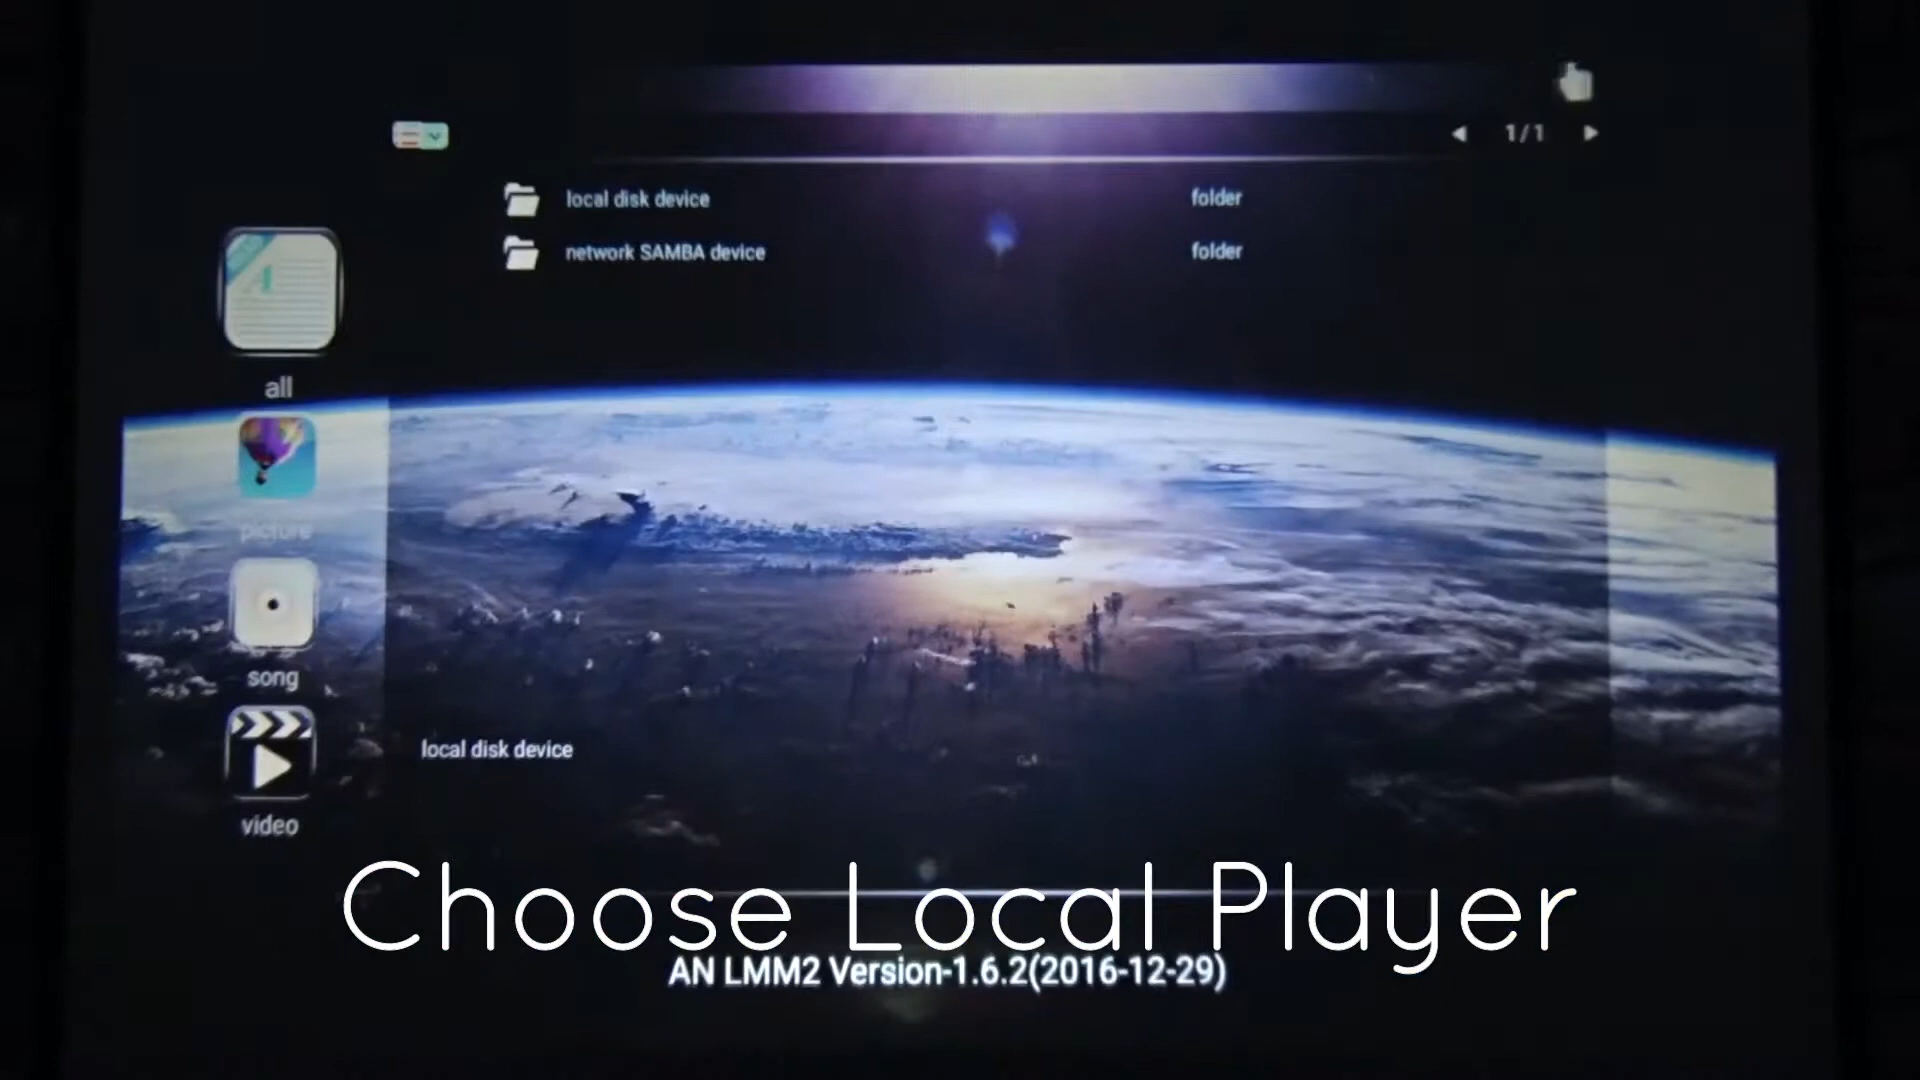 1/1
local disk device folder
network SAMBA device folder
all
picture
song
video
local disk device
Choose Local Player
AN LMM2 Version-1.6.2(2016-12-29)